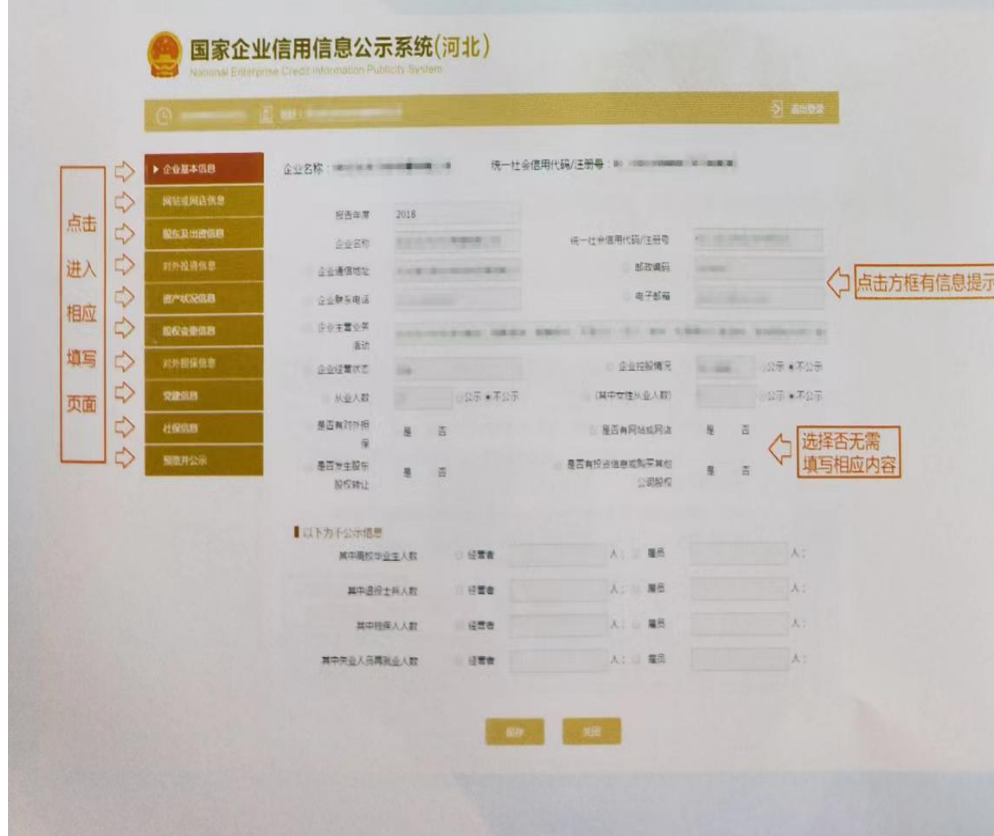 国家企业信用信息公示系统(河北)
National Enterprise Credit Information Publicity System
退出登录
点击
进入
相应
填写
页面
企业基本信息
网站或网店信息
股东及出资信息
对外投资信息
资产状况信息
股权变更信息
对外担保信息
党建信息
社保信息
预览并公示
企业名称：
统一社会信用代码/注册号：
报告年度 2018
企业名称 统一社会信用代码/注册号
企业通信地址 邮政编码
点击方框有信息提示
企业联系电话 电子邮箱
企业主营业务
活动
企业经营状态 企业控股情况 公示 不公示
从业人数 公示 不公示 (其中女性从业人数) 公示 不公示
是否有对外担
保
是 否 是否有网站或网店 是 否
选择否无需
填写相应内容
是否发生股东
股权转让
是 否
是否有投资信息或购买其他
公司股权
是 否
以下为不公示信息
其中高校毕业生人数 经营者 人； 雇员 人；
其中退役士兵人数 经营者 人； 雇员 人；
其中残疾人人数 经营者 人； 雇员 人；
其中失业人员再就业人数 经营者 人； 雇员 人；
保存 关闭